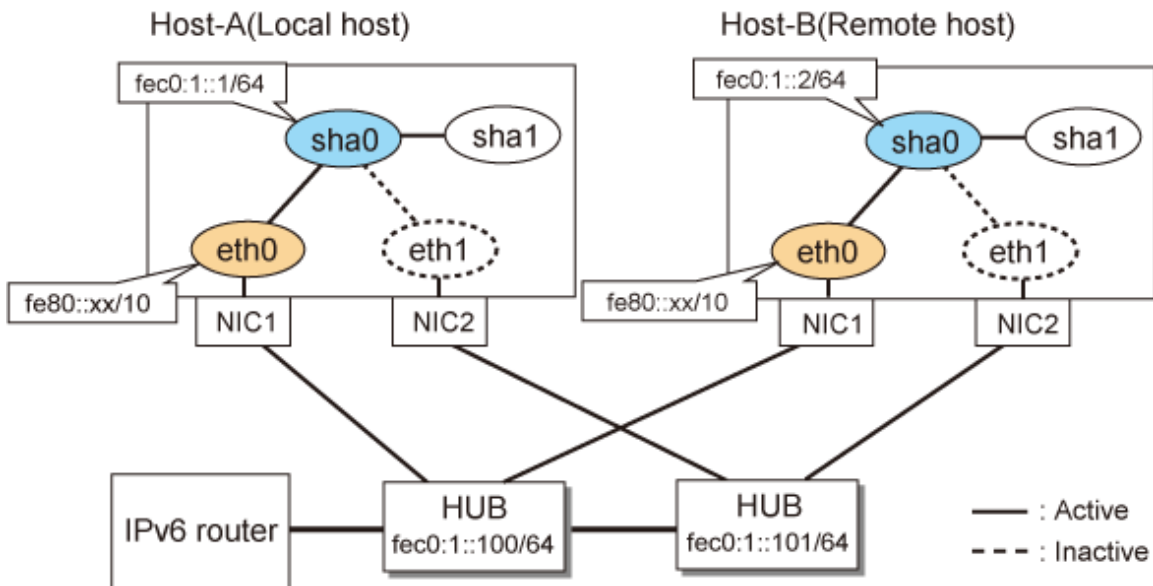 Host-A(Local host)
Host-B(Remote host)
fec0:1::1/64
fec0:1::2/64
sha0
sha1
sha0
sha1
eth0
eth1
eth0
eth1
fe80::xx/10
fe80::xx/10
NIC1
NIC2
NIC1
NIC2
IPv6 router
HUB
fec0:1::100/64
HUB
fec0:1::101/64
: Active
: Inactive